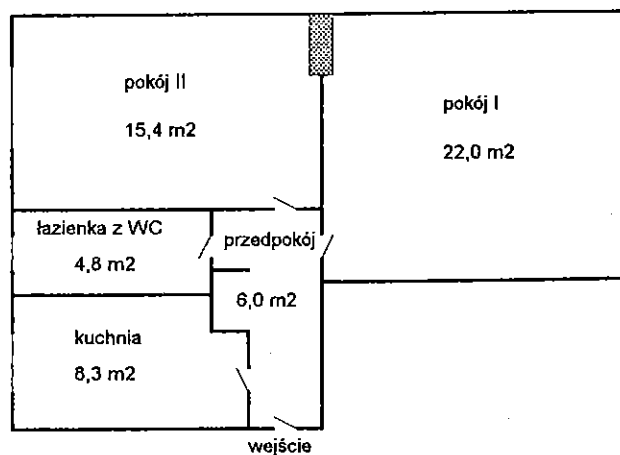 pokój II
15,4 m2
pokój I
22,0 m2
łazienka z WC
4,8 m2
przedpokój
6,0 m2
kuchnia
8,3 m2
wejście